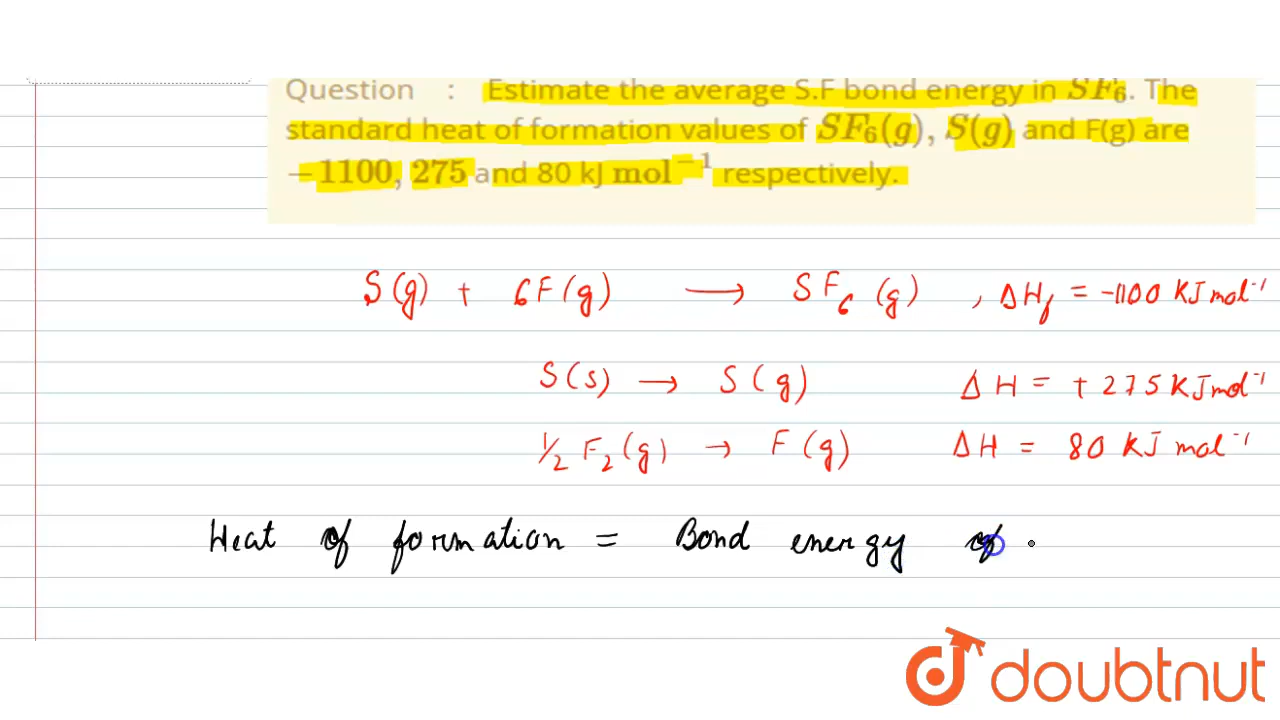 Question : Estimate the average S.F bond energy in SF₆. The
standard heat of formation values of SF₆(g), S(g) and F(g) are
−1100, 275 and 80 kJ mol⁻¹ respectively.
S(g) + 6F(g) → SF₆(g) , ΔHf = -1100 KJ mol⁻¹
S(s) → S(g) ΔH = +275 KJ mol⁻¹
1/2 F₂(g) → F(g) ΔH = 80 KJ mol⁻¹
Heat of formation = Bond energy of
doubtnut